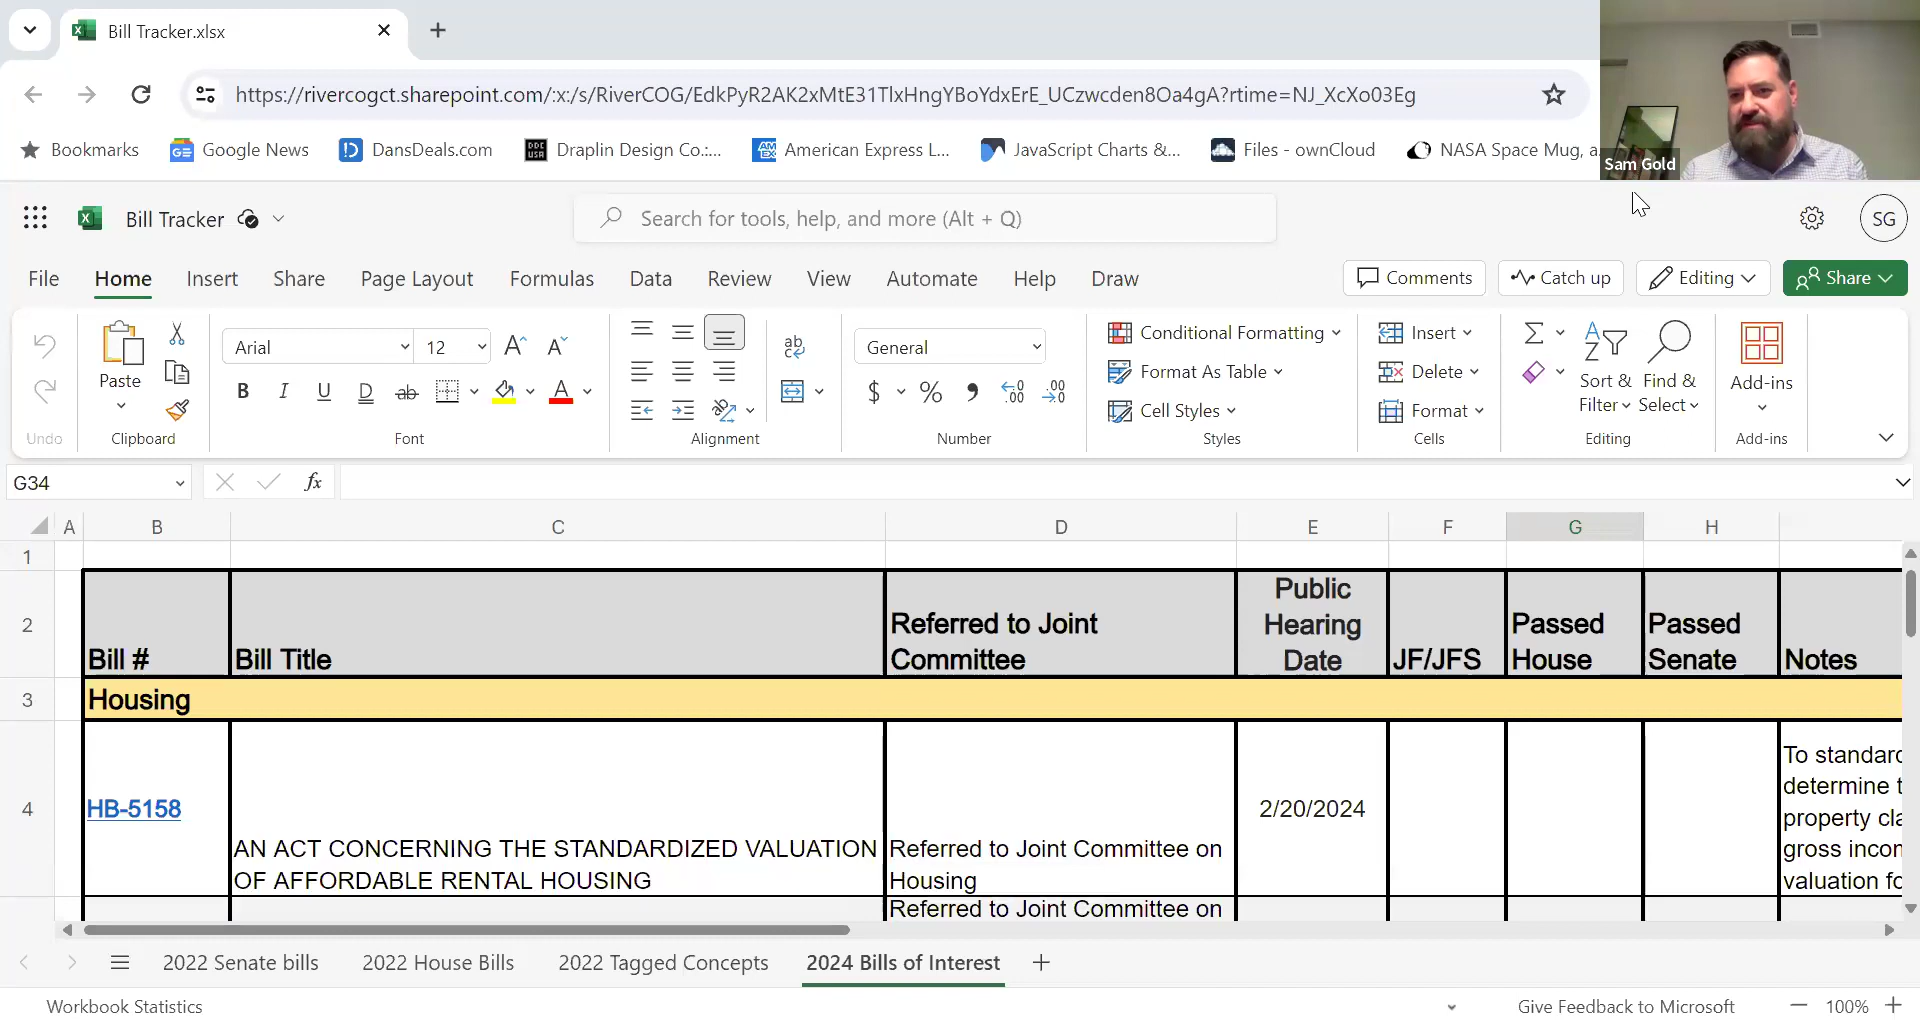 Bill Tracker.xlsx
https://rivercogct.sharepoint.com/:x:/s/RiverCOG/EdkPyR2AK2xMtE31TlxHngYBoYdxErE_UCzwcden8Oa4gA?rtime=NJ_XcXo03Eg
Bookmarks
Google News
DansDeals.com
DDC USA
Draplin Design Co.:...
AM EX
American Express L...
JavaScript Charts &...
Files - ownCloud
NASA Space Mug, a
Sam Gold
Bill Tracker
Search for tools, help, and more (Alt + Q)
SG
File
Home
Insert
Share
Page Layout
Formulas
Data
Review
View
Automate
Help
Draw
Comments
Catch up
Editing
Share
Undo
Paste
Clipboard
Arial
12
Font
Alignment
General
Number
Conditional Formatting
Format As Table
Cell Styles
Styles
Insert
Delete
Format
Cells
Sort & Filter
Find & Select
Editing
Add-ins
Add-ins
G34
fx
A B C D E F G H
1
2
Bill #
Bill Title
Referred to Joint
Committee
Public
Hearing
Date
JF/JFS
Passed
House
Passed
Senate
Notes
3
Housing
4
HB-5158
AN ACT CONCERNING THE STANDARDIZED VALUATION
OF AFFORDABLE RENTAL HOUSING
Referred to Joint Committee on
Housing
2/20/2024
To standard
determine t
property cla
gross incom
valuation fo
Referred to Joint Committee on
2022 Senate bills
2022 House Bills
2022 Tagged Concepts
2024 Bills of Interest
Workbook Statistics
Give Feedback to Microsoft
100%